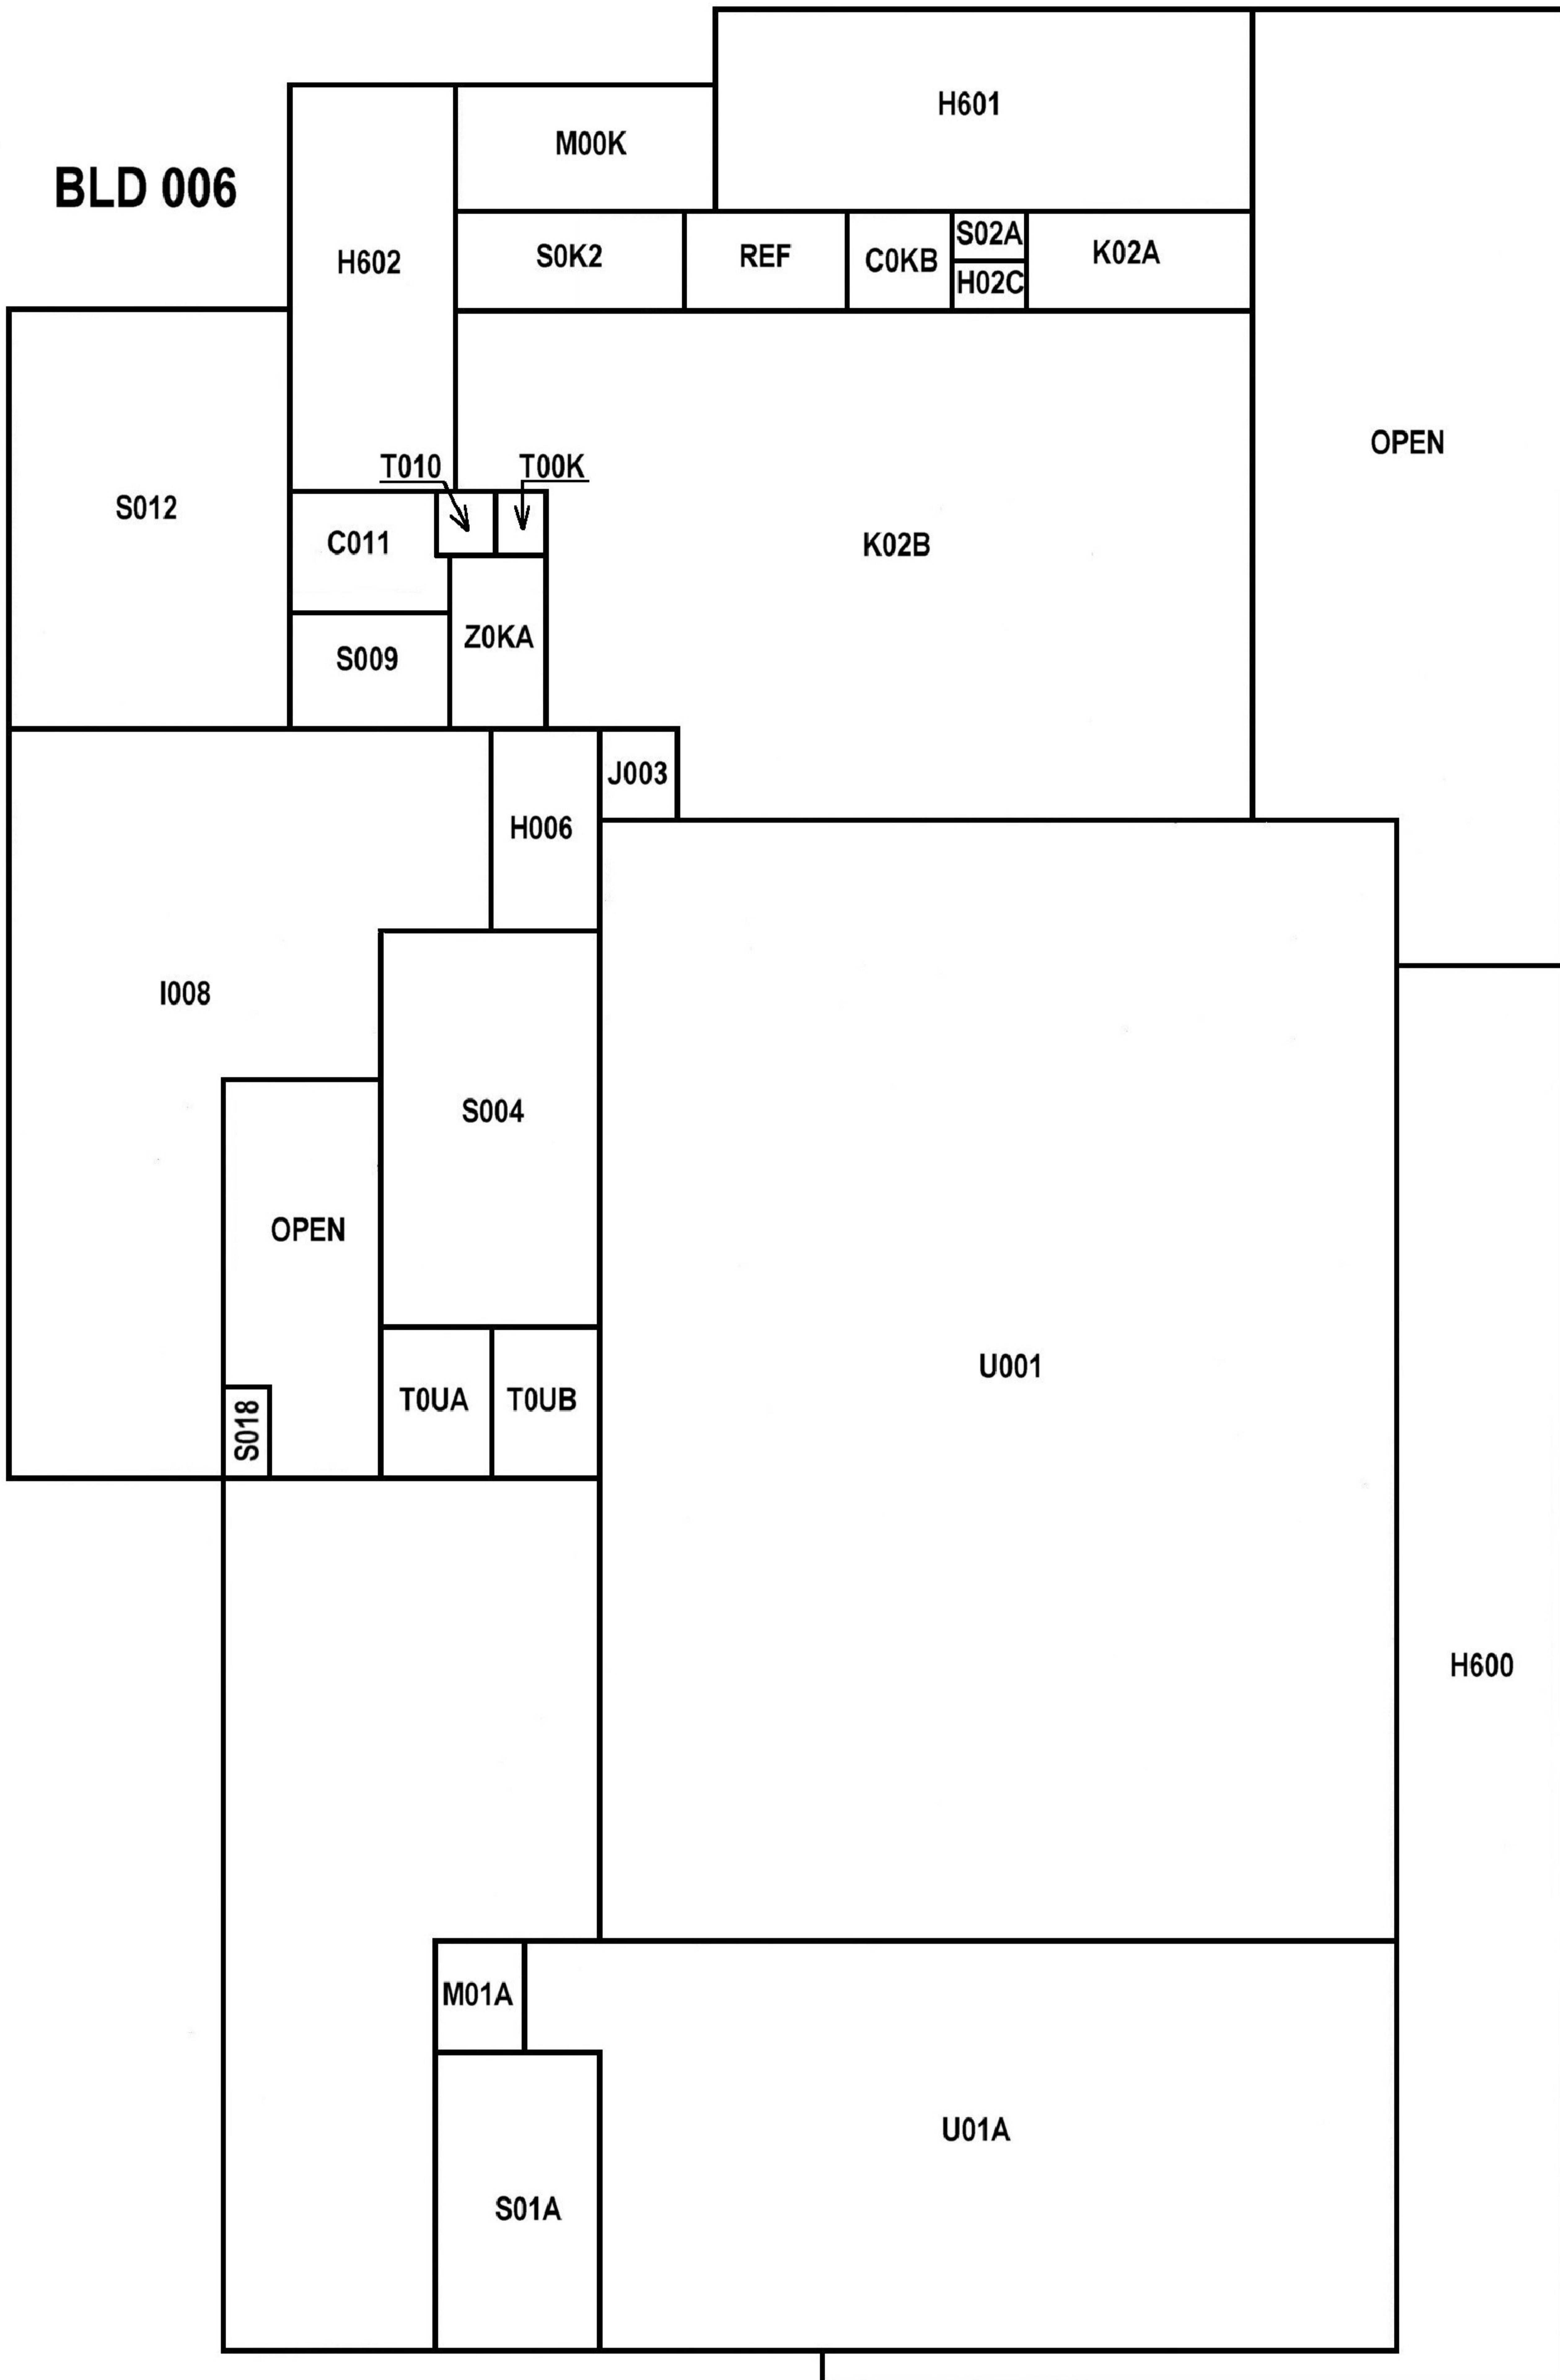 H601
M00K
BLD 006
S02A
K02A
S0K2
REF
C0KB
H602
H02C
OPEN
T010
T00K
S012
C011
K02B
Z0KA
S009
J003
H006
I008
S004
OPEN
U001
T0UA
T0UB
S018
H600
M01A
U01A
S01A